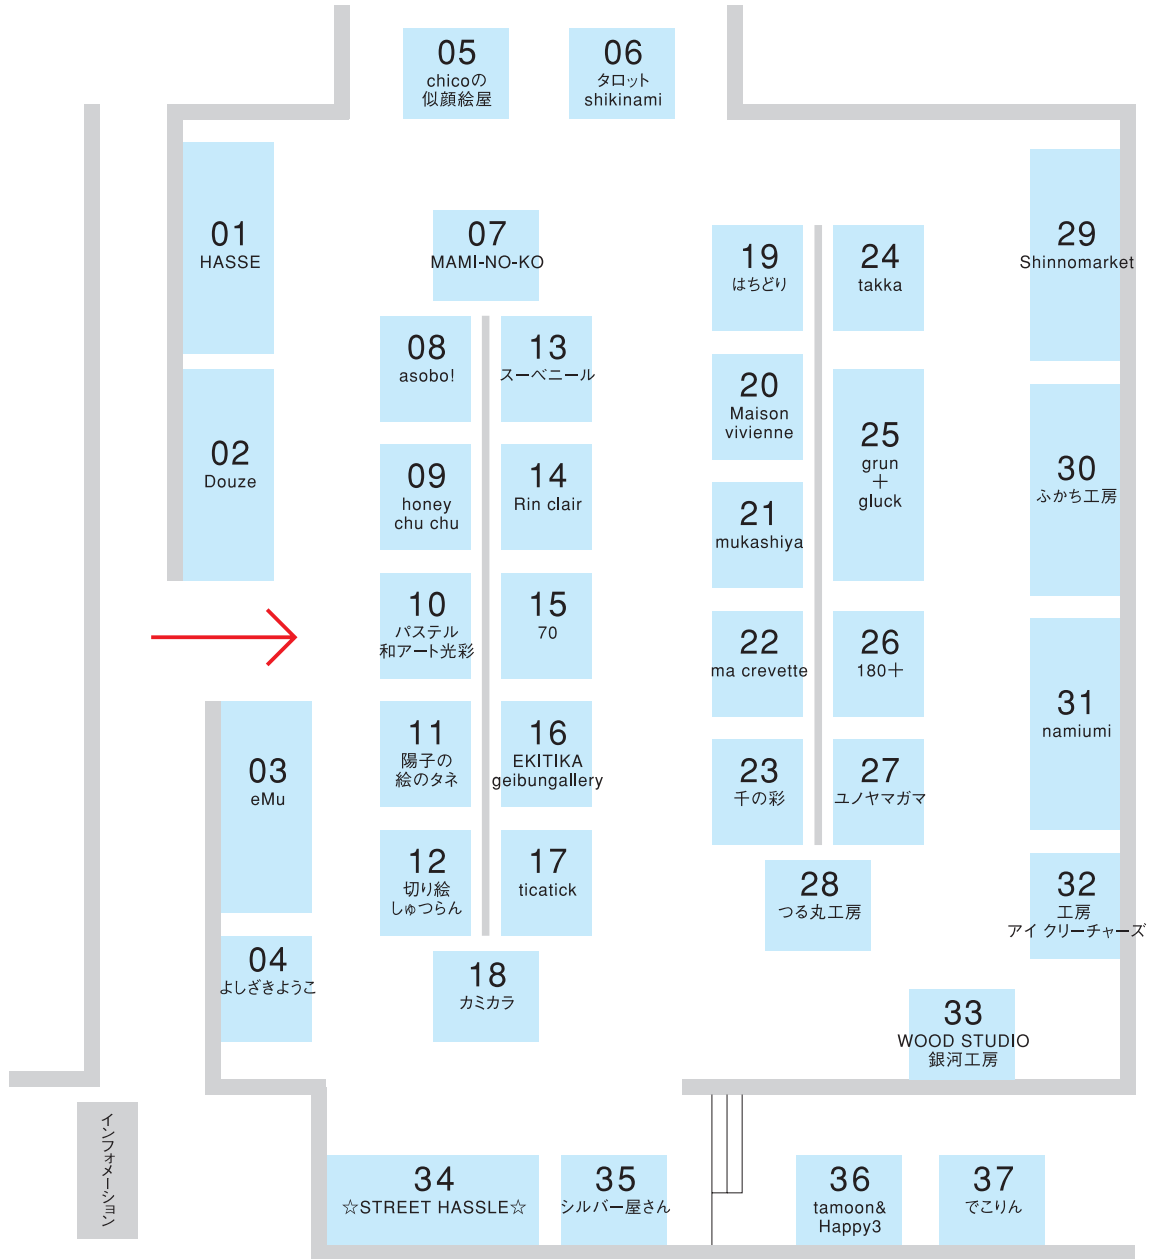 05
chicoの
似顔絵屋
06
タロット
shikinami
01
HASSE
02
Douze
03
eMu
04
よしざきようこ
07
MAMI-NO-KO
08
asobo!
09
honey
chu chu
10
パステル
和アート光彩
11
陽子の
絵のタネ
12
切り絵
しゅつらん
13
スーベニール
14
Rin clair
15
70
16
EKITIKA
geibungallery
17
ticatick
18
カミカラ
19
はちどり
20
Maison
vivienne
21
mukashiya
22
ma crevette
23
千の彩
24
takka
25
grun
＋
gluck
26
180＋
27
ユノヤマガマ
28
つる丸工房
29
Shinnomarket
30
ふかち工房
31
namiumi
32
工房
アイ クリーチャーズ
33
WOOD STUDIO
銀河工房
インフォメーション
34
☆STREET HASSLE☆
35
シルバー屋さん
36
tamoon&
Happy3
37
でこりん